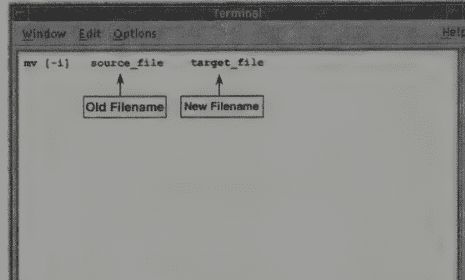 Terminal
Window Edit Options Help
mv [-i] source_file target_file
Old Filename New Filename